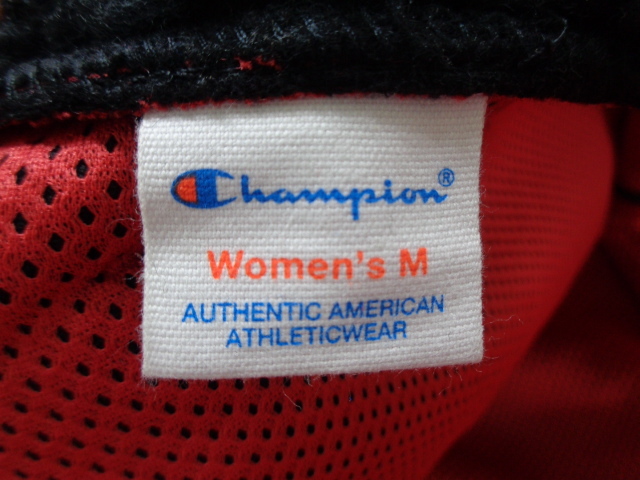 Champion®
Women's M
AUTHENTIC AMERICAN
ATHLETICWEAR